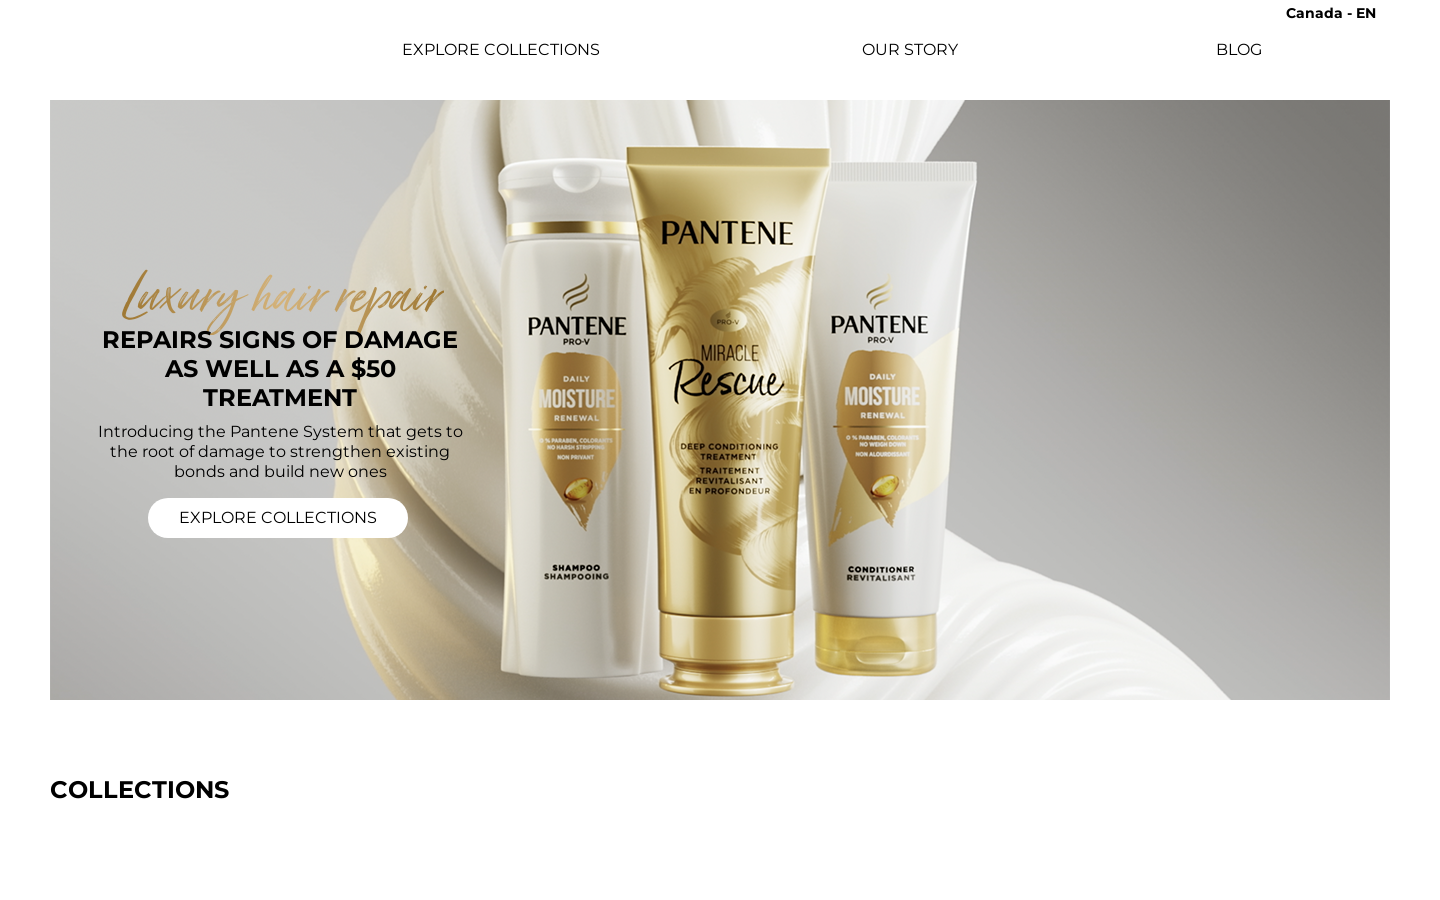 Canada - EN
EXPLORE COLLECTIONS
OUR STORY
BLOG
Luxury hair repair
REPAIRS SIGNS OF DAMAGE
AS WELL AS A $50
TREATMENT
Introducing the Pantene System that gets to
the root of damage to strengthen existing
bonds and build new ones
EXPLORE COLLECTIONS
PANTENE
PRO-V
DAILY
MOISTURE
RENEWAL
0 % PARABEN, COLORANTS
NO HARSH STRIPPING
NON PRIVANT
SHAMPOO
SHAMPOOING
PANTENE
PRO-V
MIRACLE
Rescue
DEEP CONDITIONING
TREATMENT
TRAITEMENT
REVITALISANT
EN PROFONDEUR
PANTENE
PRO-V
DAILY
MOISTURE
RENEWAL
0 % PARABEN, COLORANTS
NO WEIGH DOWN
NON ALOURDISSANT
CONDITIONER
REVITALISANT
COLLECTIONS